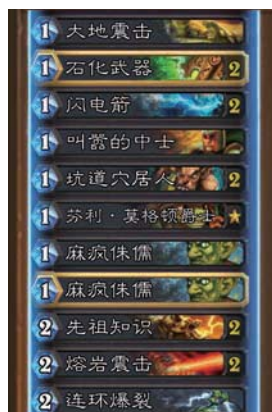 1 大地震击
1 石化武器 2
1 闪电箭 2
1 叫嚣的中士
1 坑道穴居人 2
1 芬利·莫格顿爵士
1 麻疯侏儒
1 麻疯侏儒
2 先祖知识 2
2 熔岩震击 2
2 连环爆裂